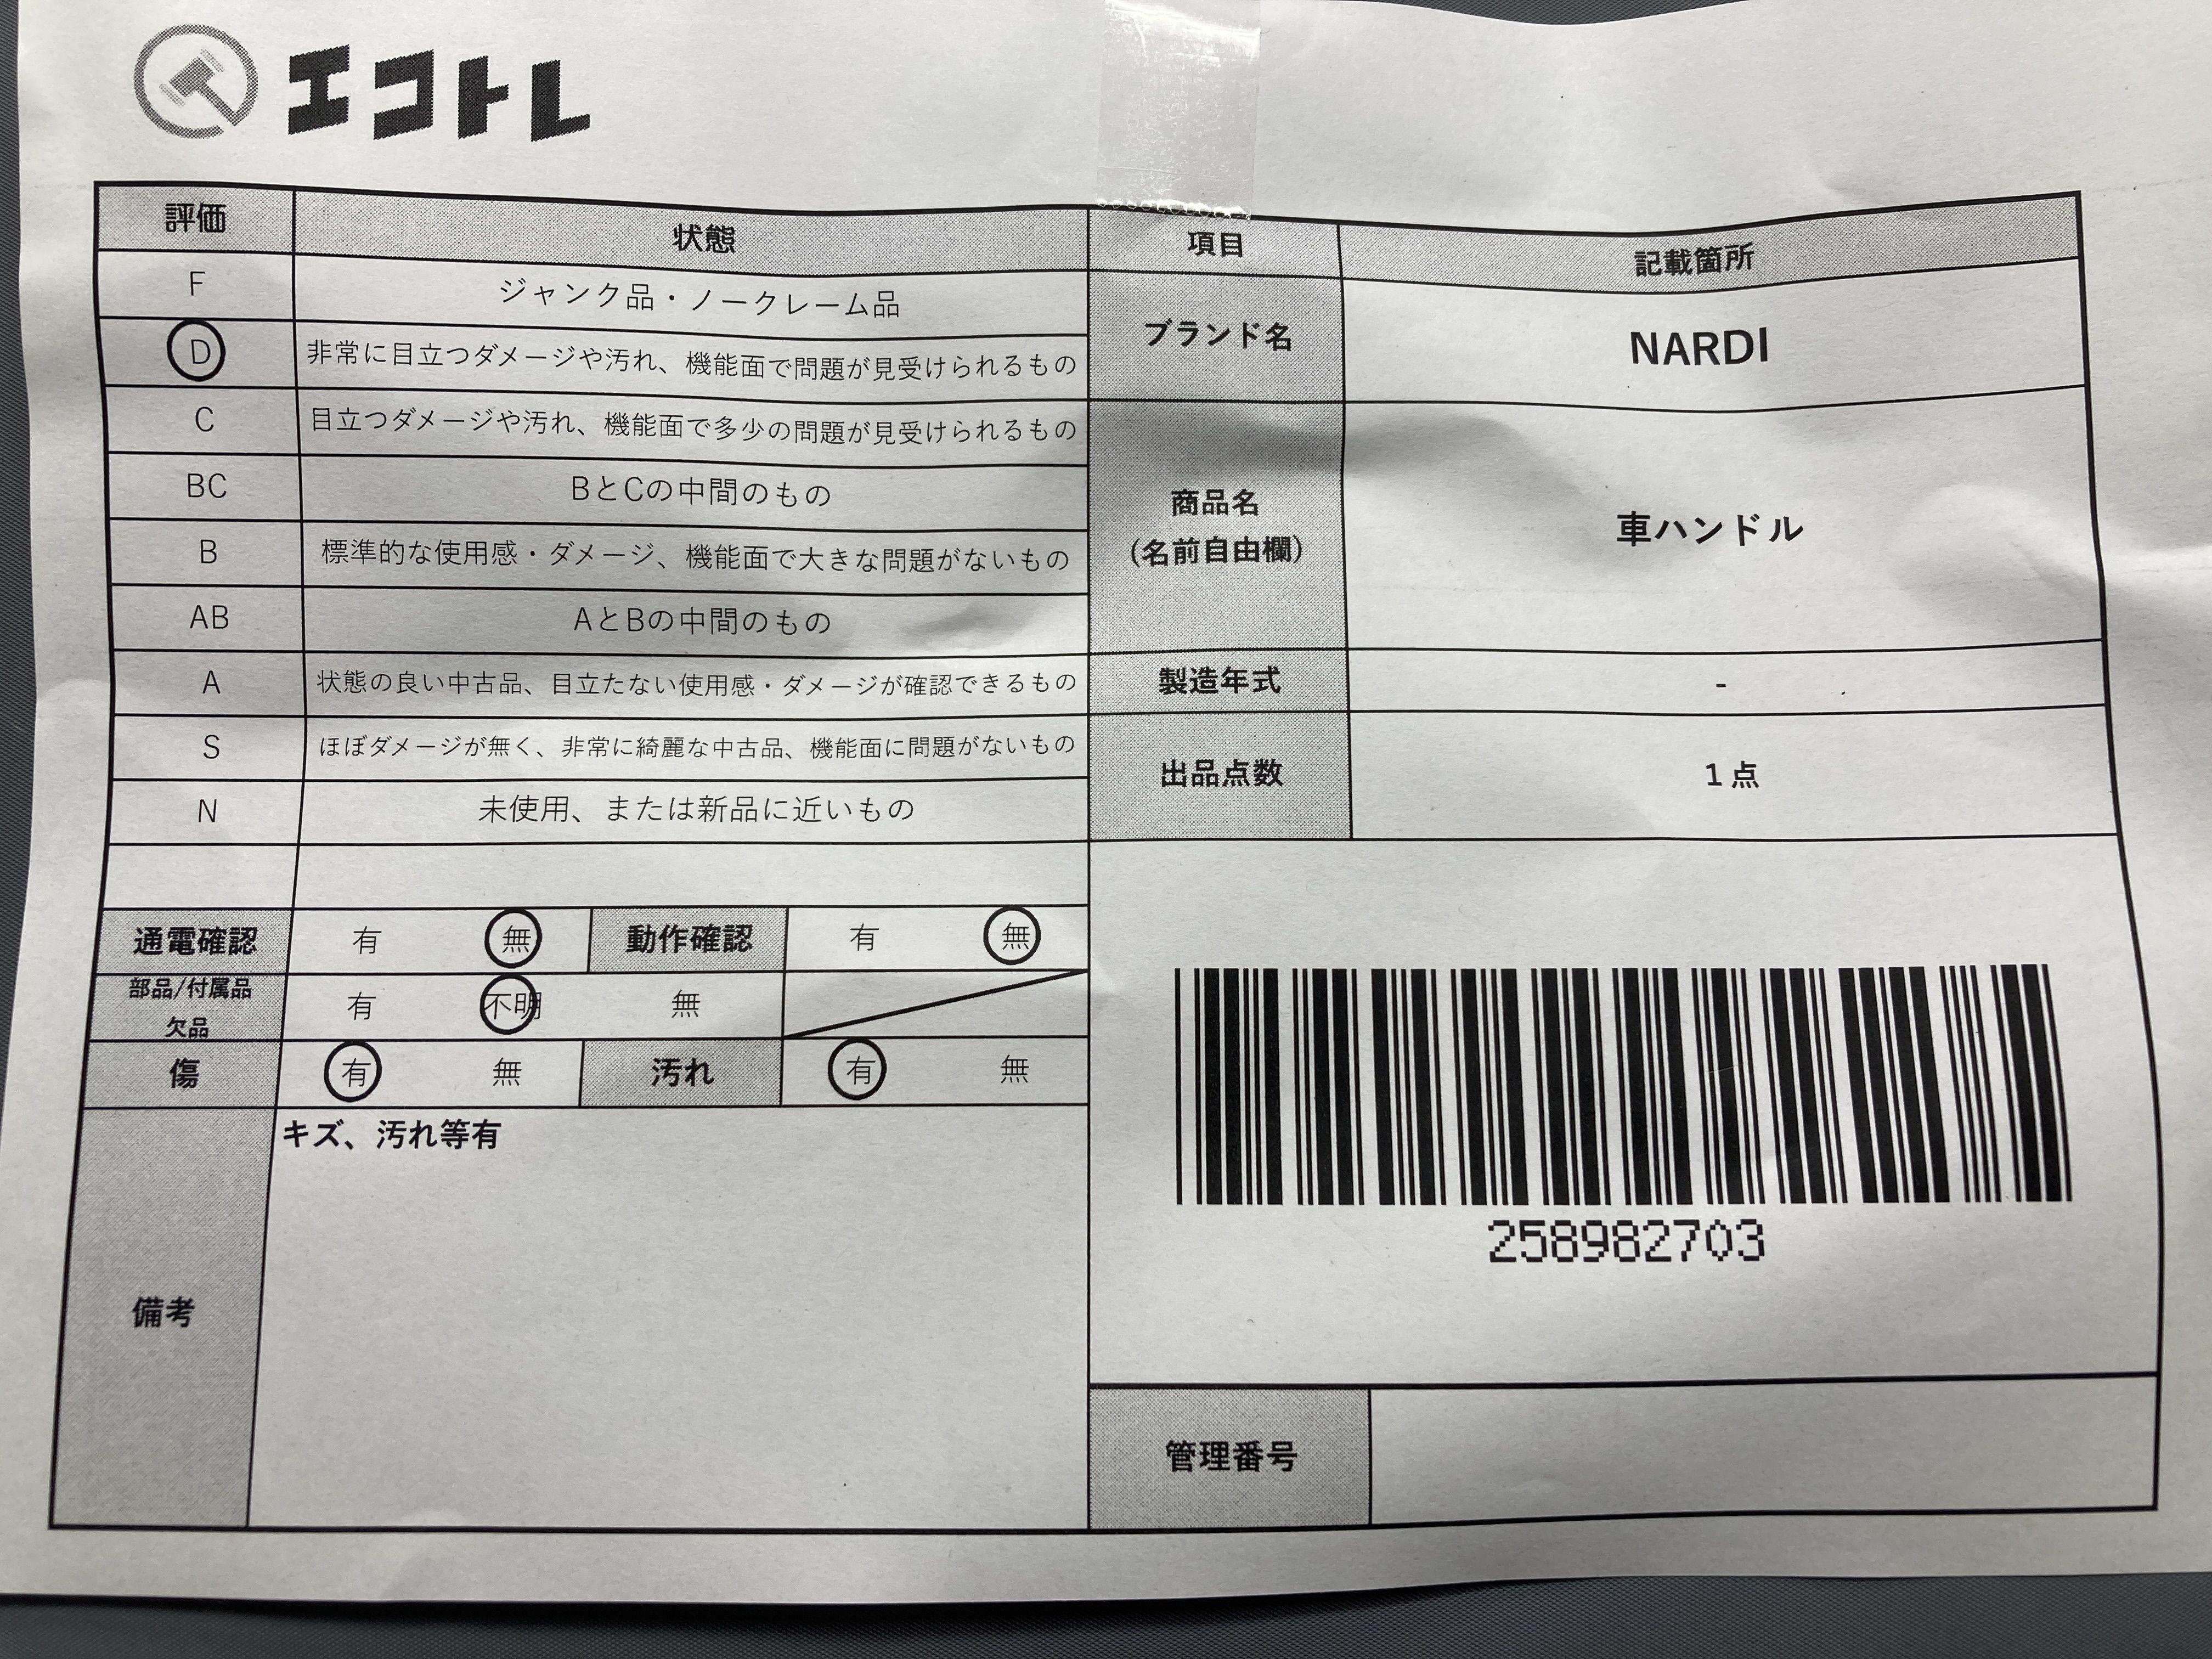 エコトレ
評価 状態
F ジャンク品・ノークレーム品
D 非常に目立つダメージや汚れ、機能面で問題が見受けられるもの
C 目立つダメージや汚れ、機能面で多少の問題が見受けられるもの
BC BとCの中間のもの
B 標準的な使用感・ダメージ、機能面で大きな問題がないもの
AB AとBの中間のもの
A 状態の良い中古品、目立たない使用感・ダメージが確認できるもの
S ほぼダメージが無く、非常に綺麗な中古品、機能面に問題がないもの
N 未使用、または新品に近いもの
通電確認 有 無 動作確認 有 無
部品/付属品
欠品 有 不明 無
傷 有 無 汚れ 有 無
備考 キズ、汚れ等有
項目 記載箇所
ブランド名 NARDI
商品名
(名前自由欄) 車ハンドル
製造年式 -
出品点数 1点
258982703
管理番号